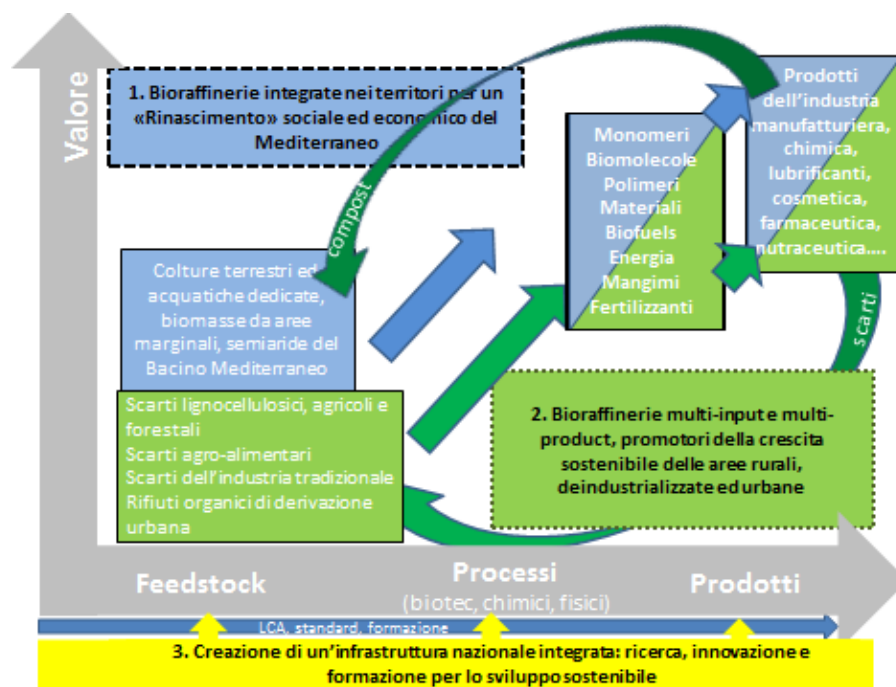 Valore
1. Bioraffinerie integrate nei territori per un
«Rinascimento» sociale ed economico del
Mediterraneo
compost
Colture terrestri ed
acquatiche dedicate,
biomasse da aree
marginali, semiaride del
Bacino Mediterraneo
Scarti lignocellulosici, agricoli e
forestali
Scarti agro-alimentari
Scarti dell'industria tradizionale
Rifiuti organici di derivazione
urbana
Monomeri
Biomolecole
Polimeri
Materiali
Biofuels
Energia
Mangimi
Fertilizzanti
Prodotti
dell'industria
manufatturiera,
chimica,
lubrificanti,
cosmetica,
farmaceutica,
nutraceutica....
scarti
2. Bioraffinerie multi-input e multi-
product, promotori della crescita
sostenibile delle aree rurali,
deindustrializzate ed urbane
Feedstock
Processi
(biotec, chimici, fisici)
Prodotti
LCA, standard, formazione
3. Creazione di un'infrastruttura nazionale integrata: ricerca, innovazione e
formazione per lo sviluppo sostenibile